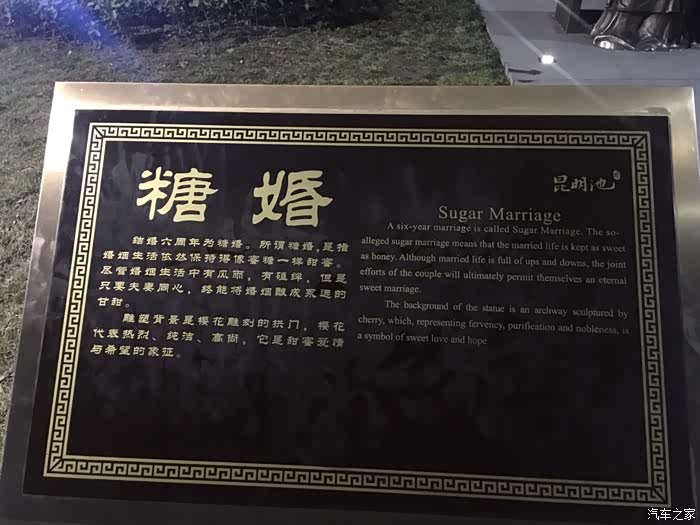 糖婚
昆明池
结婚六周年为糖婚。所谓糖婚,是指
婚姻生活依然保持得像蜜糖一样甜蜜。
尽管婚姻生活中有风雨,有碰绊,但是
只要夫妻同心,终能将婚姻酿成永远的
甘甜。
雕塑背景是樱花雕刻的拱门,樱花
代表热烈、纯洁、高尚,它是甜蜜爱情
与希望的象征。
Sugar Marriage
A six-year marriage is called Sugar Marriage. The so-
alleged sugar marriage means that the married life is kept as sweet
as honey. Although married life is full of ups and downs, the joint
efforts of the couple will ultimately permit themselves an eternal
sweet marriage.
The background of the statue is an archway sculptured by
cherry, which, representing fervency, purification and nobleness, is
a symbol of sweet love and hope
汽车之家